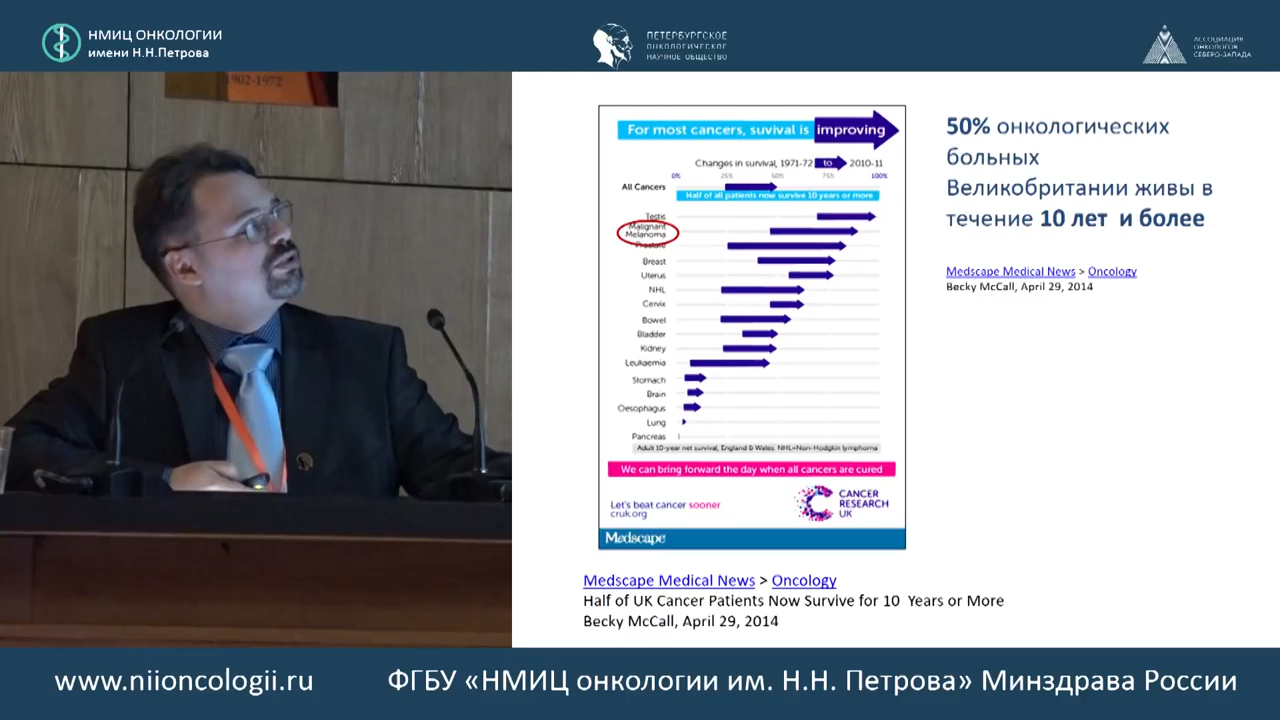 НМИЦ ОНКОЛОГИИ
имени Н.Н.Петрова
ПЕТЕРБУРГСКОЕ
ОНКОЛОГИЧЕСКОЕ
НАУЧНОЕ ОБЩЕСТВО
АССОЦИАЦИЯ
ОНКОЛОГОВ
СЕВЕРО-ЗАПАДА
902-1972
For most cancers, suvival is improving
Changes in survival, 1971-72 to 2010-11
0% 25% 50% 75% 100%
All Cancers
Half of all patients now survive 10 years or more
Testis
Malignant
Melanoma
Prostate
Breast
Uterus
NHL
Cervix
Bowel
Bladder
Kidney
Leukaemia
Stomach
Brain
Oesophagus
Lung
Pancreas
Adult 10-year net survival, England & Wales. NHL=Non-Hodgkin lymphoma
We can bring forward the day when all cancers are cured
Let's beat cancer sooner
cruk.org
CANCER
RESEARCH
UK
Medscape
50% онкологических
больных
Великобритании живы в
течение 10 лет и более
Medscape Medical News > Oncology
Becky McCall, April 29, 2014
Medscape Medical News > Oncology
Half of UK Cancer Patients Now Survive for 10 Years or More
Becky McCall, April 29, 2014
www.niioncologii.ru
ФГБУ «НМИЦ онкологии им. Н.Н. Петрова» Минздрава России